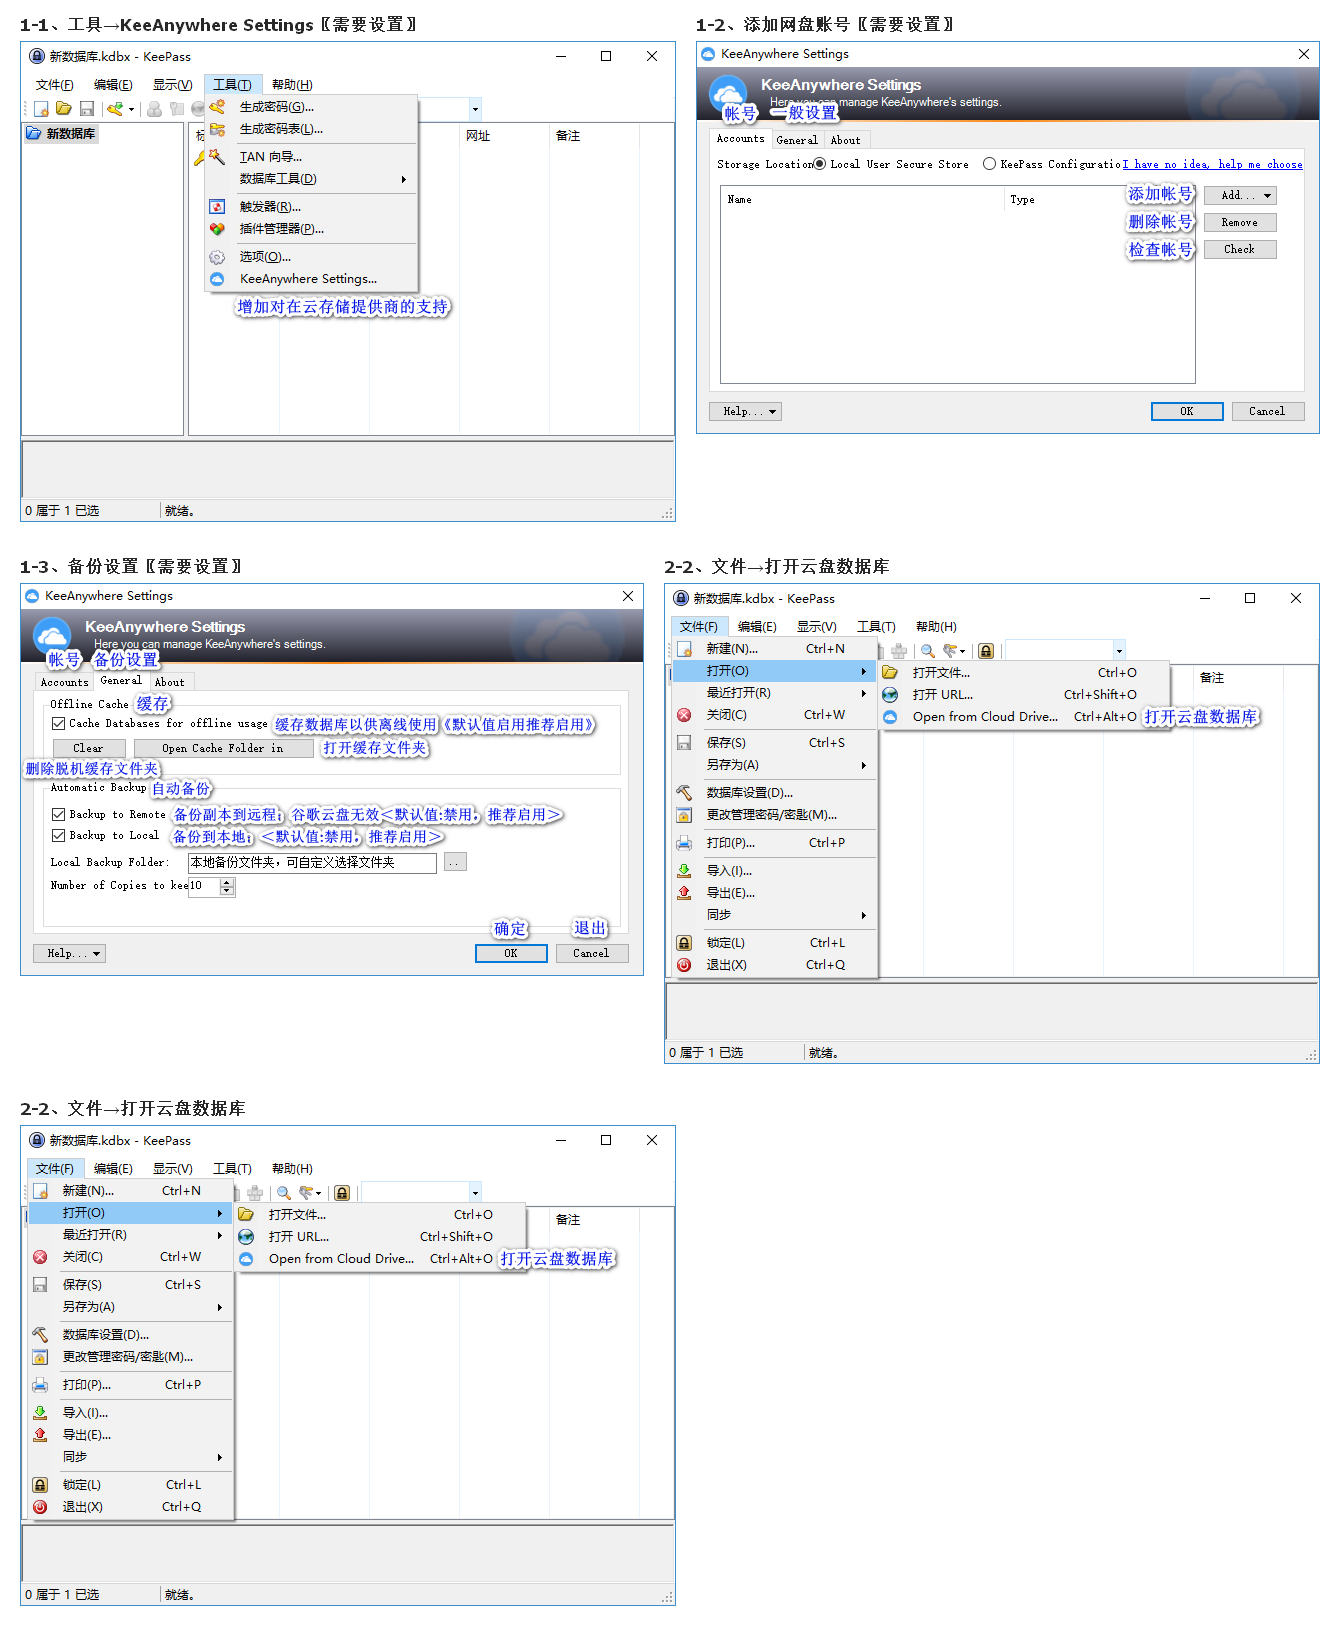 1-1、工具→KeeAnywhere Settings〖需要设置〗
新数据库.kdbx - KeePass
文件(F) 编辑(E) 显示(V) 工具(T) 帮助(H)
生成密码(G)...
生成密码表(L)...
TAN 向导...
数据库工具(D)
触发器(R)...
插件管理器(P)...
选项(O)...
KeeAnywhere Settings...
增加对在云存储提供商的支持
新数据库
网址 备注
0 属于 1 已选 就绪。
1-2、添加网盘账号〖需要设置〗
KeeAnywhere Settings
KeeAnywhere Settings
Here you can manage KeeAnywhere's settings.
帐号 一般设置
Accounts General About
Storage Location Local User Secure Store KeePass Configuratio I have no idea, help me choose
Name Type
添加帐号 Add...
删除帐号 Remove
检查帐号 Check
Help... OK Cancel
1-3、备份设置〖需要设置〗
KeeAnywhere Settings
KeeAnywhere Settings
Here you can manage KeeAnywhere's settings.
帐号 备份设置
Accounts General About
Offline Cache 缓存
Cache Databases for offline usage 缓存数据库以供离线使用《默认值启用推荐启用》
Clear Open Cache Folder in 打开缓存文件夹
删除脱机缓存文件夹
Automatic Backup 自动备份
Backup to Remote 备份副本到远程；谷歌云盘无效<默认值:禁用，推荐启用>
Backup to Local 备份到本地；<默认值:禁用，推荐启用>
Local Backup Folder: 本地备份文件夹，可自定义选择文件夹 ..
Number of Copies to kee 10
确定 退出
Help... OK Cancel
2-2、文件→打开云盘数据库
新数据库.kdbx - KeePass
文件(F) 编辑(E) 显示(V) 工具(T) 帮助(H)
新建(N)... Ctrl+N
打开(O)
最近打开(R)
关闭(C) Ctrl+W
保存(S) Ctrl+S
另存为(A)
数据库设置(D)...
更改管理密码/密匙(M)...
打印(P)... Ctrl+P
导入(I)...
导出(E)...
同步
锁定(L) Ctrl+L
退出(X) Ctrl+Q
打开文件... Ctrl+O
打开 URL... Ctrl+Shift+O
Open from Cloud Drive... Ctrl+Alt+O 打开云盘数据库
备注
0 属于 1 已选 就绪。
2-2、文件→打开云盘数据库
新数据库.kdbx - KeePass
文件(F) 编辑(E) 显示(V) 工具(T) 帮助(H)
新建(N)... Ctrl+N
打开(O)
最近打开(R)
关闭(C) Ctrl+W
保存(S) Ctrl+S
另存为(A)
数据库设置(D)...
更改管理密码/密匙(M)...
打印(P)... Ctrl+P
导入(I)...
导出(E)...
同步
锁定(L) Ctrl+L
退出(X) Ctrl+Q
打开文件... Ctrl+O
打开 URL... Ctrl+Shift+O
Open from Cloud Drive... Ctrl+Alt+O 打开云盘数据库
备注
0 属于 1 已选 就绪。